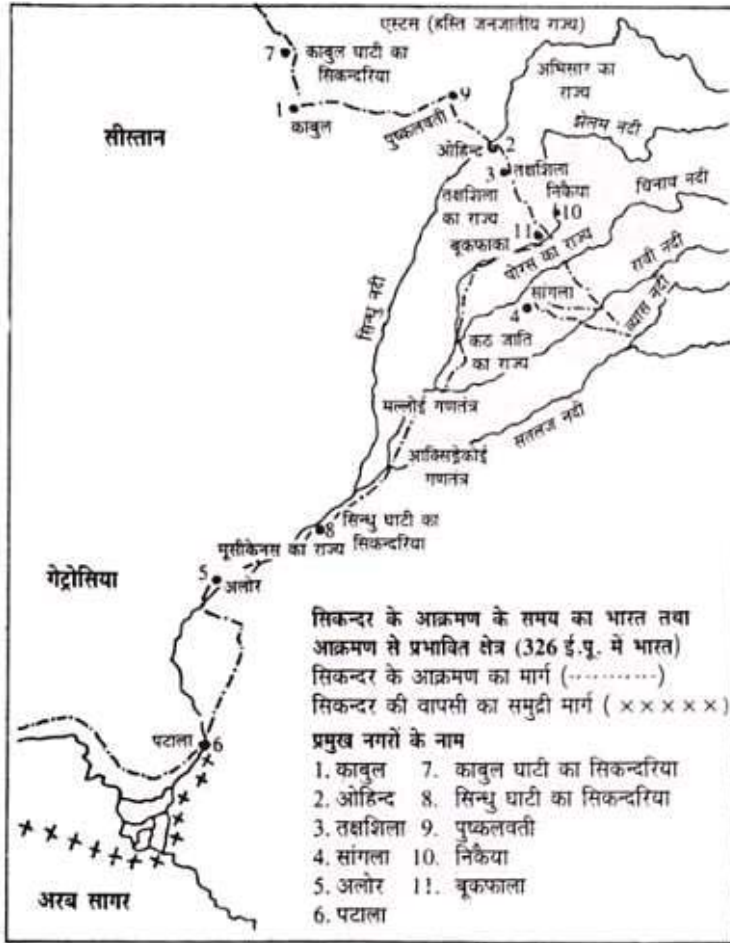 एस्टस (हस्ति जनजातीय राज्य)
7
काबुल घाटी का
सिकन्दरिया
अभिसार का
राज्य
1
काबुल
9
पुष्कलवती
सीस्तान
झेलम नदी
ओहिन्द
2
3
तक्षशिला
निकैया
10
चिनाव नदी
तक्षशिला
का राज्य
11
बूकफाका
पोरस का राज्य
रावी नदी
सिन्धु नदी
सांगला
4
व्यास नदी
कठ जाति
का राज्य
मल्लोई गणतंत्र
सतलज नदी
आक्सिड्रेकोई
गणतंत्र
8
सिन्धु घाटी का
सिकन्दरिया
मूसीकेनस का राज्य
गेट्रोसिया
5
अलोर
सिकन्दर के आक्रमण के समय का भारत तथा
आक्रमण से प्रभावित क्षेत्र (326 ई.पू. में भारत)
सिकन्दर के आक्रमण का मार्ग (··········)
सिकन्दर की वापसी का समुद्री मार्ग ( × × × × ×)
पटाला
6
प्रमुख नगरों के नाम
1. काबुल 7. काबुल घाटी का सिकन्दरिया
2. ओहिन्द 8. सिन्धु घाटी का सिकन्दरिया
3. तक्षशिला 9. पुष्कलवती
4. सांगला 10. निकैया
5. अलोर 11. बूकफाला
6. पटाला
अरब सागर